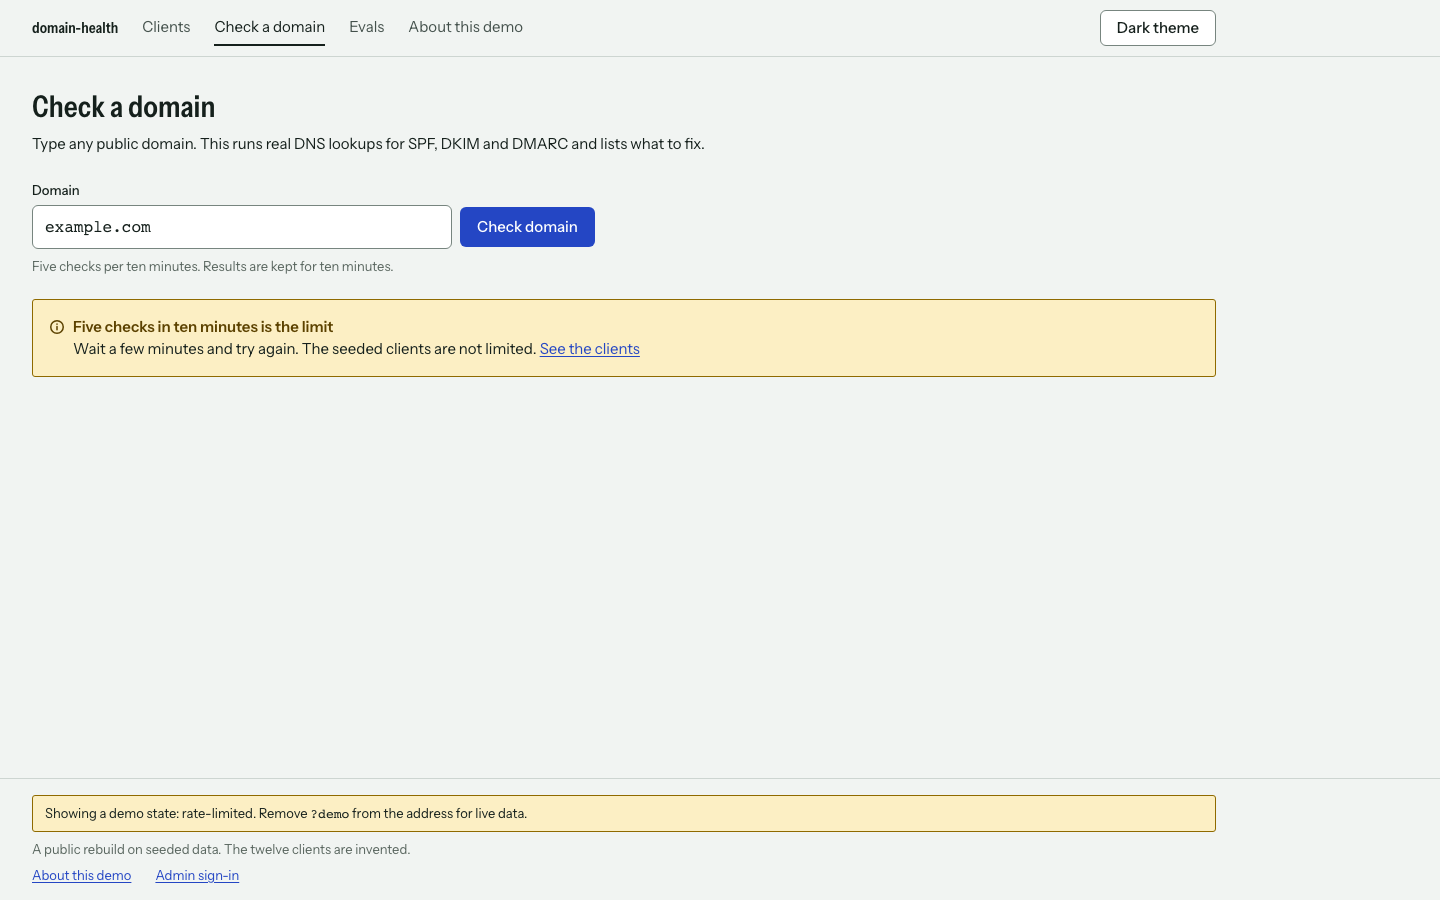 domain-health Clients Check a domain Evals About this demo Dark theme
Check a domain
Type any public domain. This runs real DNS lookups for SPF, DKIM and DMARC and lists what to fix.
Domain
example.com Check domain
Five checks per ten minutes. Results are kept for ten minutes.
Five checks in ten minutes is the limit
Wait a few minutes and try again. The seeded clients are not limited. See the clients
Showing a demo state: rate-limited. Remove ?demo from the address for live data.
A public rebuild on seeded data. The twelve clients are invented.
About this demo Admin sign-in